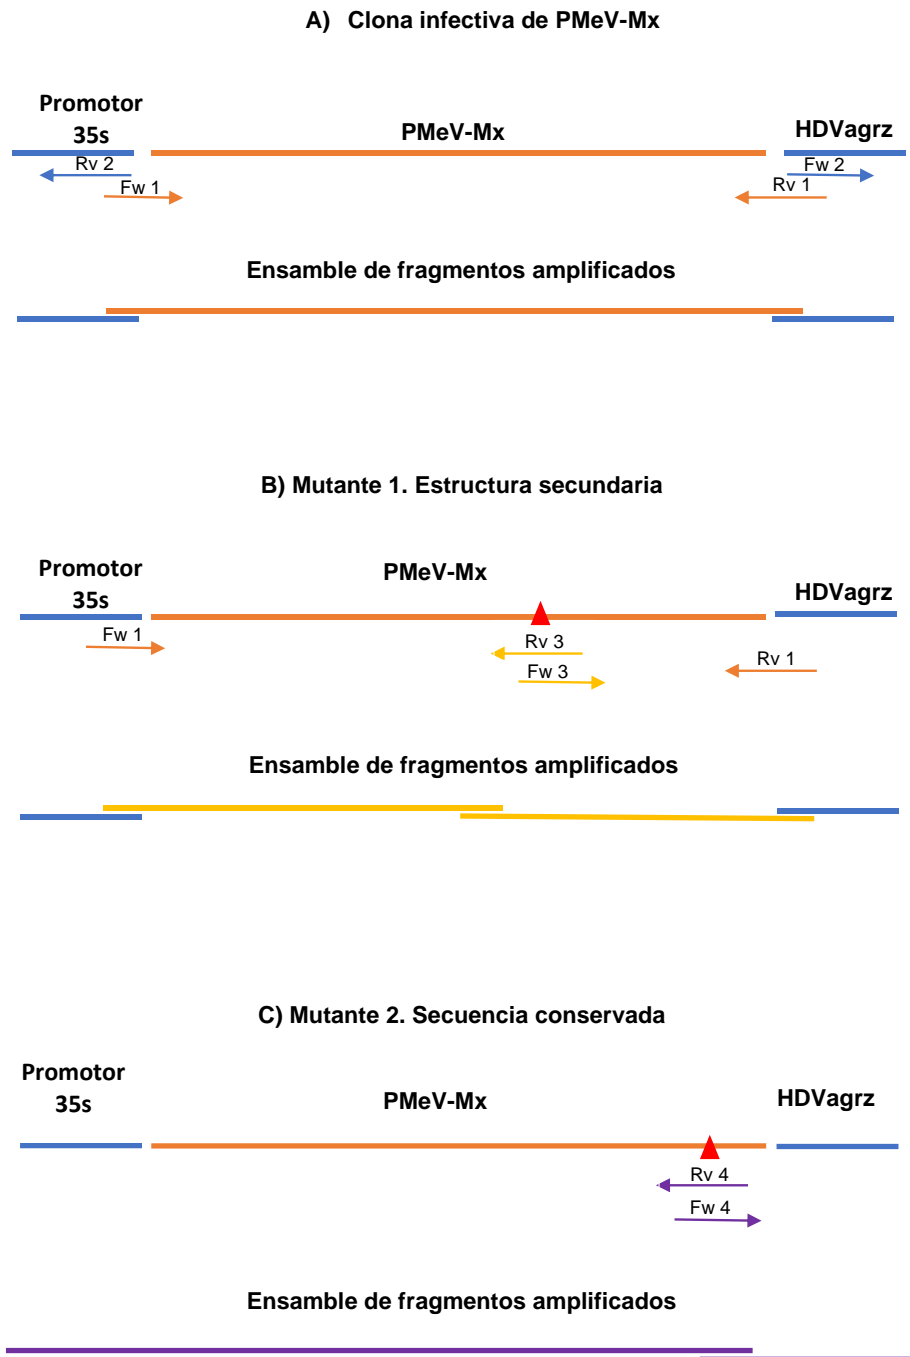 A) Clona infectiva de PMeV-Mx
Promotor
35s
PMeV-Mx
HDVagrz
Rv 2
Fw 2
Fw 1
Rv 1
Ensamble de fragmentos amplificados
B) Mutante 1. Estructura secundaria
Promotor
35s
PMeV-Mx
HDVagrz
Fw 1
Rv 3
Rv 1
Fw 3
Ensamble de fragmentos amplificados
C) Mutante 2. Secuencia conservada
Promotor
35s
PMeV-Mx
HDVagrz
Rv 4
Fw 4
Ensamble de fragmentos amplificados